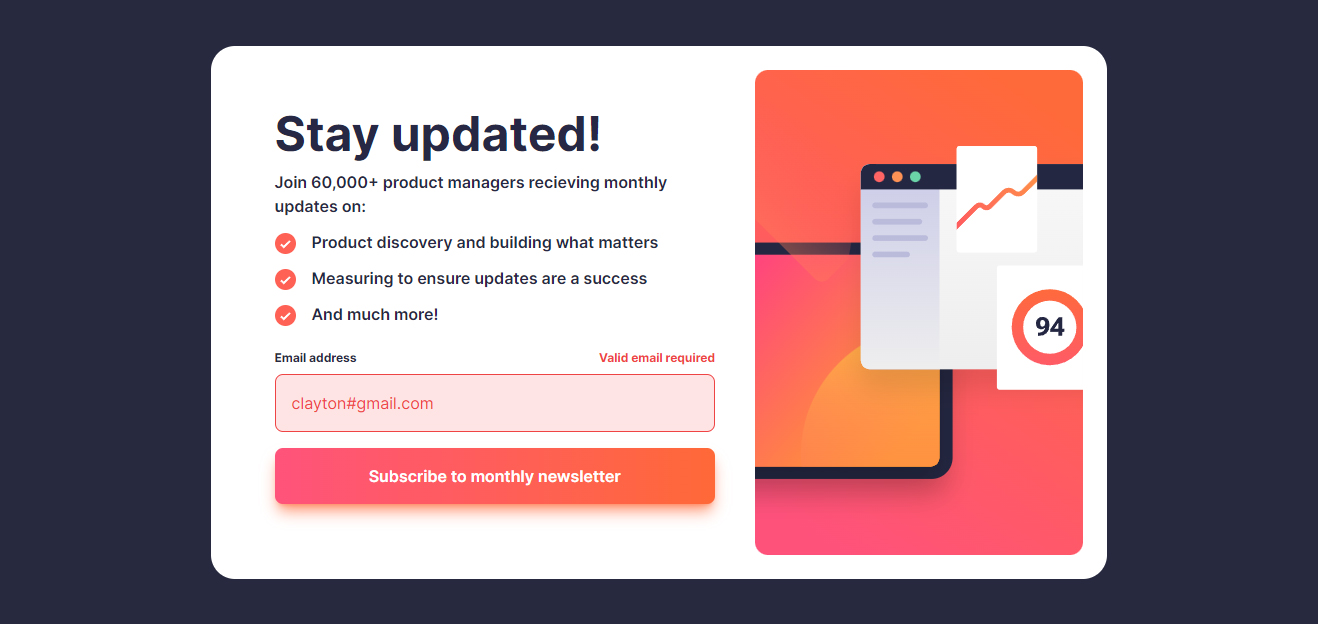 Stay updated!
Join 60,000+ product managers recieving monthly
updates on:
Product discovery and building what matters
Measuring to ensure updates are a success
And much more!
Email address
Valid email required
clayton#gmail.com
Subscribe to monthly newsletter
94